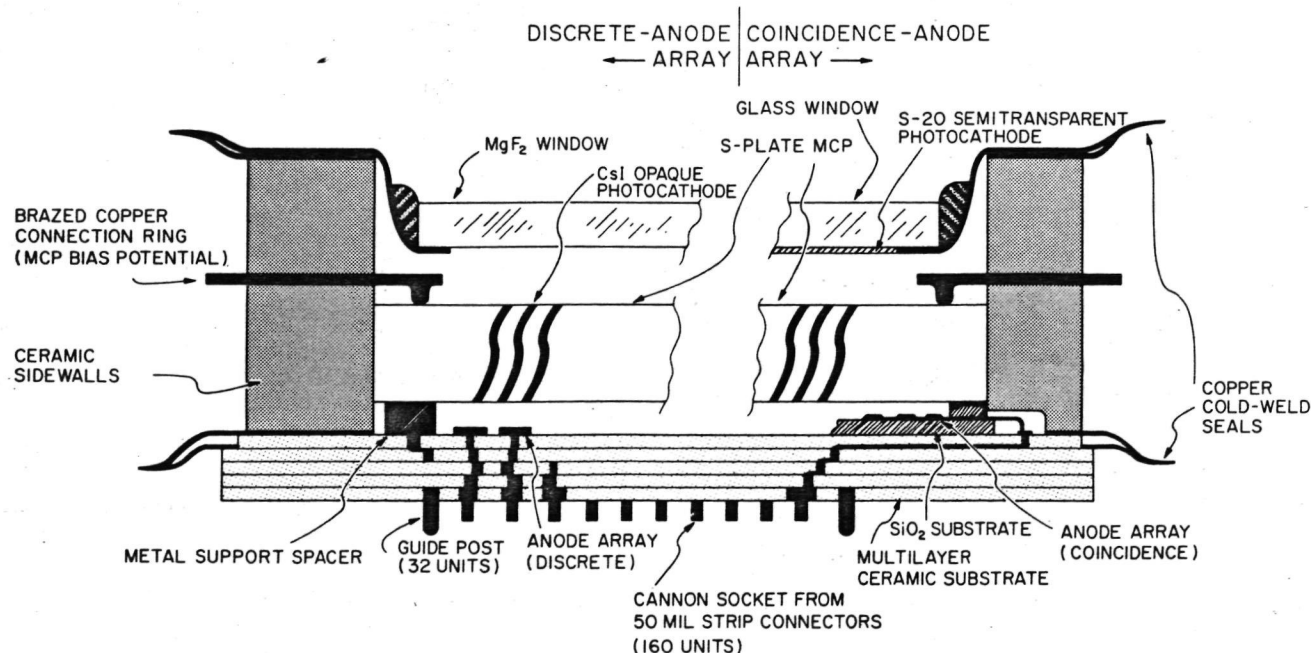 DISCRETE-ANODE COINCIDENCE-ANODE
ARRAY ARRAY
GLASS WINDOW
S-20 SEMITRANSPARENT
PHOTOCATHODE
MgF₂ WINDOW
S-PLATE MCP
CsI OPAQUE
PHOTOCATHODE
BRAZED COPPER
CONNECTION RING
(MCP BIAS POTENTIAL)
CERAMIC
SIDEWALLS
COPPER
COLD-WELD
SEALS
METAL SUPPORT SPACER
GUIDE POST
(32 UNITS)
ANODE ARRAY
(DISCRETE)
CANNON SOCKET FROM
50 MIL STRIP CONNECTORS
(160 UNITS)
SiO₂ SUBSTRATE
MULTILAYER
CERAMIC SUBSTRATE
ANODE ARRAY
(COINCIDENCE)